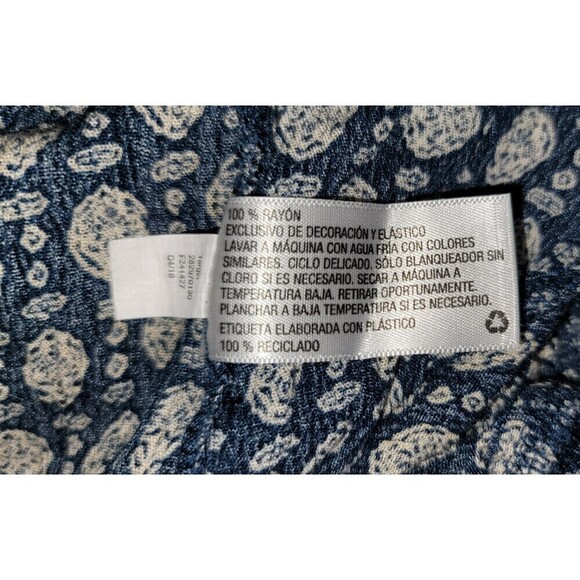 100 % RAYÓN
EXCLUSIVO DE DECORACIÓN Y ELÁSTICO
LAVAR A MÁQUINA CON AGUA FRÍA CON COLORES
SIMILARES. CICLO DELICADO. SÓLO BLANQUEADOR SIN
CLORO SI ES NECESARIO. SECAR A MÁQUINA A
TEMPERATURA BAJA. RETIRAR OPORTUNAMENTE.
PLANCHAR A BAJA TEMPERATURA SI ES NECESARIO.
ETIQUETA ELABORADA CON PLÁSTICO
100 % RECICLADO
04/10